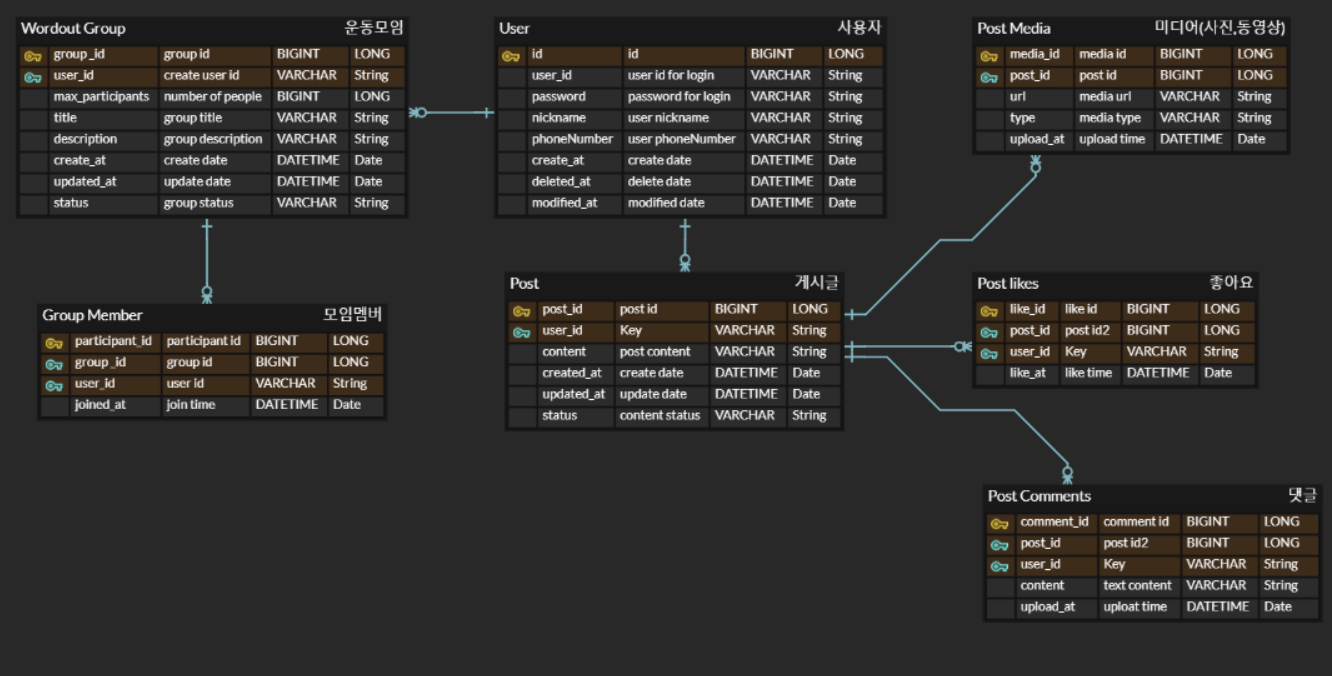 Wordout Group 운동모임
group_id group id BIGINT LONG
user_id create user id VARCHAR String
max_participants number of people BIGINT LONG
title group title VARCHAR String
description group description VARCHAR String
create_at create date DATETIME Date
updated_at update date DATETIME Date
status group status VARCHAR String
User 사용자
id id BIGINT LONG
user_id user id for login VARCHAR String
password password for login VARCHAR String
nickname user nickname VARCHAR String
phoneNumber user phoneNumber VARCHAR String
create_at create date DATETIME Date
deleted_at delete date DATETIME Date
modified_at modified date DATETIME Date
Post Media 미디어(사진,동영상)
media_id media id BIGINT LONG
post_id post id BIGINT LONG
url media url VARCHAR String
type media type VARCHAR String
upload_at upload time DATETIME Date
Group Member 모임멤버
participant_id participant id BIGINT LONG
group_id group id BIGINT LONG
user_id user id VARCHAR String
joined_at join time DATETIME Date
Post 게시글
post_id post id BIGINT LONG
user_id Key VARCHAR String
content post content VARCHAR String
created_at create date DATETIME Date
updated_at update date DATETIME Date
status content status VARCHAR String
Post likes 좋아요
like_id like id BIGINT LONG
post_id post id2 BIGINT LONG
user_id Key VARCHAR String
like_at like time DATETIME Date
Post Comments 댓글
comment_id comment id BIGINT LONG
post_id post id2 BIGINT LONG
user_id Key VARCHAR String
content text content VARCHAR String
upload_at uploat time DATETIME Date